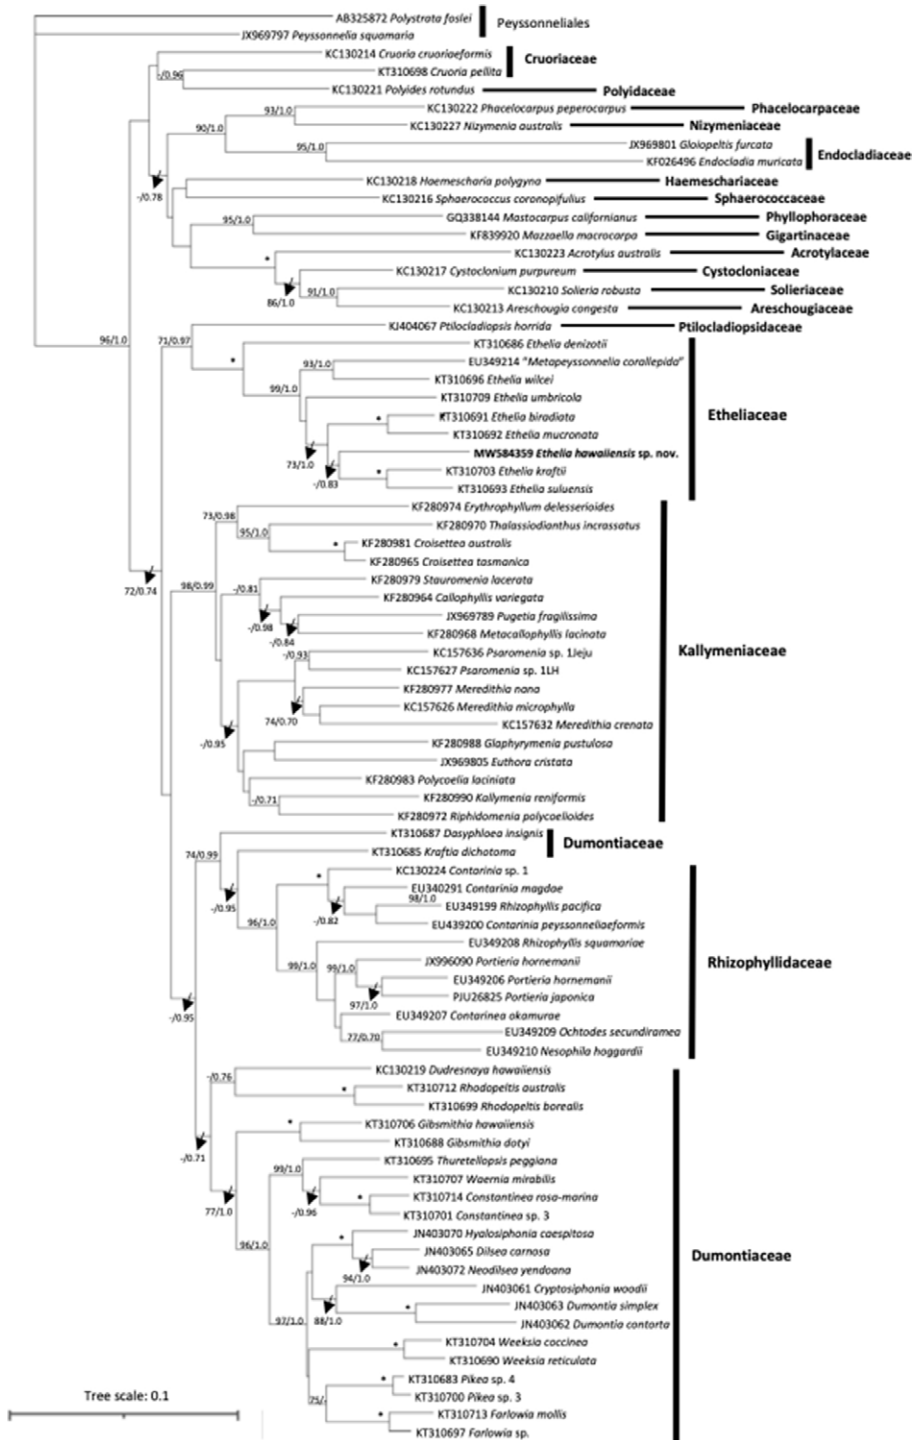 AB325872 Polystrata foslei
Peyssonneliales
JX969797 Peyssonnelia squamaria
KC130214 Cruoria cruoriaeformis
Cruoriaceae
KT310698 Cruoria pellita
-/0.96
KC130221 Polyides rotundus
Polyidaceae
93/1.0
KC130222 Phacelocarpus peperocarpus
Phacelocarpaceae
90/1.0
KC130227 Nizymenia australis
Nizymeniaceae
95/1.0
JX969801 Gloiopeltis furcata
Endocladiaceae
KF026496 Endocladia muricata
KC130218 Haemescharia polygyna
Haemeschariaceae
-/0.78
KC130216 Sphaerococcus coronopifulius
Sphaerococcaceae
95/1.0
GQ338144 Mastocarpus californianus
Phyllophoraceae
KF839920 Mazzaella macrocarpa
Gigartinaceae
*
KC130223 Acrotylus australis
Acrotylaceae
KC130217 Cystoclonium purpureum
Cystocloniaceae
86/1.0
91/1.0
KC130210 Solieria robusta
Solieriaceae
KC130213 Areschougia congesta
Areschougiaceae
96/1.0
71/0.97
KJ404067 Ptilocladiopsis horrida
Ptilocladiopsidaceae
KT310686 Ethelia denizotii
*
93/1.0
EU349214 "Metapeyssonnelia corallepida"
KT310696 Ethelia wilcei
99/1.0
KT310709 Ethelia umbricola
*
KT310691 Ethelia biradiata
Etheliaceae
KT310692 Ethelia mucronata
MW584359 Ethelia hawaiiensis sp. nov.
73/1.0
*
KT310703 Ethelia kraftii
-/0.83
KT310693 Ethelia suluensis
KF280974 Erythrophyllum delesserioides
73/0.98
KF280970 Thalassiodianthus incrassatus
95/1.0
*
KF280981 Croisettea australis
KF280965 Croisettea tasmanica
72/0.74
98/0.99
KF280979 Stauromenia lacerata
-/0.81
KF280964 Callophyllis variegata
JX969789 Pugetia fragilissima
-/0.98
KF280968 Metacallophyllis lacinata
-/0.84
KC157636 Psaromenia sp. 1Jeju
Kallymeniaceae
-/0.93
KC157627 Psaromenia sp. 1LH
KF280977 Meredithia nana
KC157626 Meredithia microphylla
74/0.70
KC157632 Meredithia crenata
-/0.95
KF280988 Glaphyrymenia pustulosa
JX969805 Euthora cristata
KF280983 Polycoelia laciniata
-/0.71
KF280990 Kallymenia reniformis
KF280972 Riphidomenia polycoelioides
KT310687 Dasyphloea insignis
Dumontiaceae
74/0.99
KT310685 Kraftia dichotoma
*
KC130224 Contarinia sp. 1
EU340291 Contarinia magdae
98/1.0
-/0.95
EU349199 Rhizophyllis pacifica
96/1.0
-/0.82
EU439200 Contarinia peyssonneliaeformis
EU349208 Rhizophyllis squamariae
99/1.0
99/1.0
JX996090 Portieria hornemanii
Rhizophyllidaceae
EU349206 Portieria hornemanii
PJU26825 Portieria japonica
97/1.0
-/0.95
EU349207 Contarinea okamurae
77/0.70
EU349209 Ochtodes secundiramea
EU349210 Nesophila hoggardii
-/0.76
KC130219 Dudresnaya hawaiiensis
*
KT310712 Rhodopeltis australis
KT310699 Rhodopeltis borealis
*
KT310706 Gibsmithia hawaiiensis
KT310688 Gibsmithia dotyi
-/0.71
KT310695 Thuretellopsis peggiana
99/1.0
KT310707 Waernia mirabilis
*
KT310714 Constantinea rosa-marina
77/1.0
-/0.96
KT310701 Constantinea sp. 3
*
JN403070 Hyalosiphonia caespitosa
96/1.0
JN403065 Dilsea carnosa
Dumontiaceae
JN403072 Neodilsea yendoana
94/1.0
JN403061 Cryptosiphonia woodii
*
JN403063 Dumontia simplex
97/1.0
88/1.0
JN403062 Dumontia contorta
*
KT310704 Weeksia coccinea
KT310690 Weeksia reticulata
*
KT310683 Pikea sp. 4
Tree scale: 0.1
75/-
KT310700 Pikea sp. 3
*
KT310713 Farlowia mollis
KT310697 Farlowia sp.